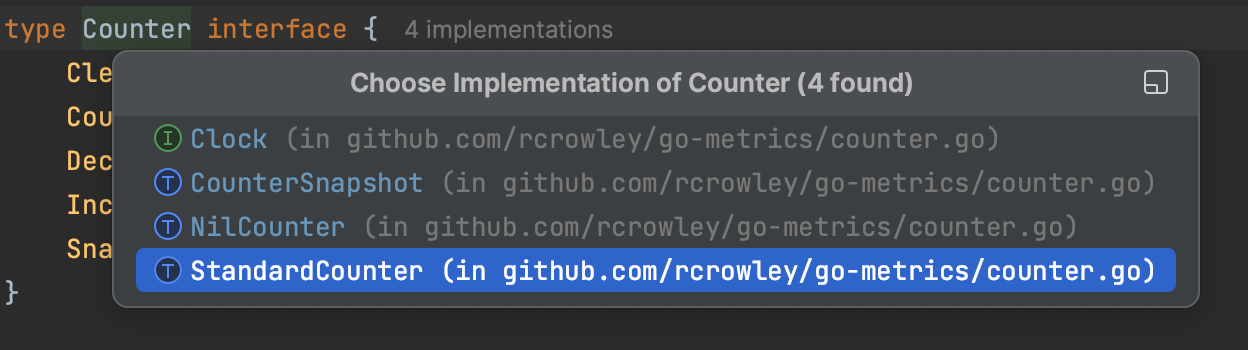 type Counter interface { 4 implementations
Cle
Choose Implementation of Counter (4 found)
Cou
I Clock (in github.com/rcrowley/go-metrics/counter.go)
Dec
T CounterSnapshot (in github.com/rcrowley/go-metrics/counter.go)
Inc
T NilCounter (in github.com/rcrowley/go-metrics/counter.go)
Sna
T StandardCounter (in github.com/rcrowley/go-metrics/counter.go)
}